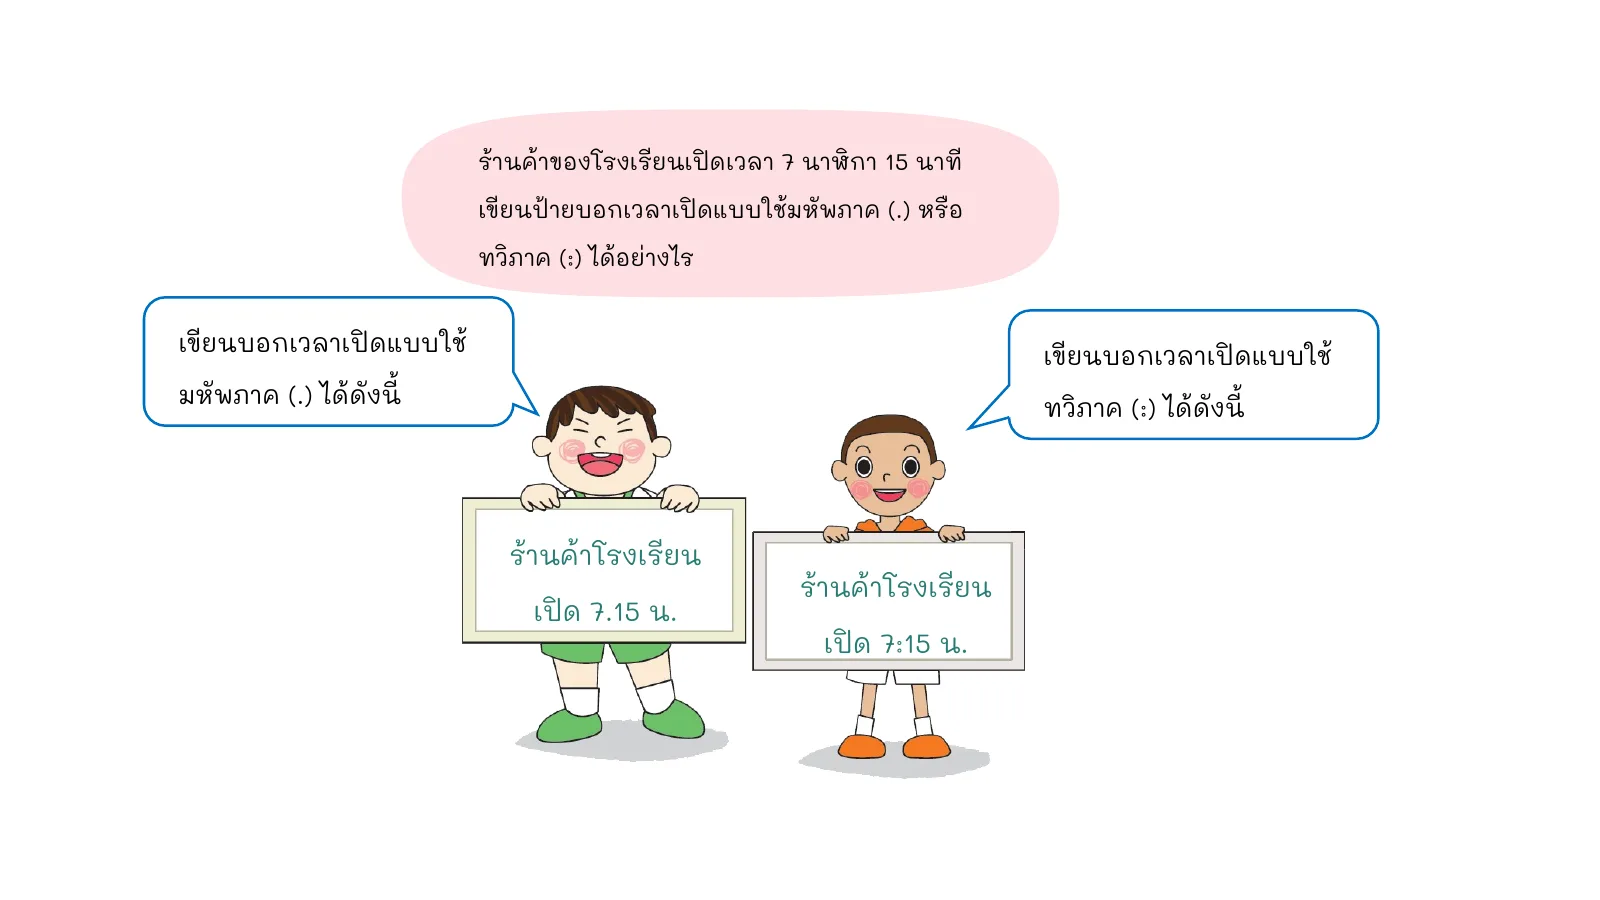 ร้านค้าของโรงเรียนเปิดเวลา 7 นาฬิกา 15 นาที
เขียนป้ายบอกเวลาเปิดแบบใช้มหัพภาค (.) หรือ
ทวิภาค (:) ได้อย่างไร
เขียนบอกเวลาเปิดแบบใช้
มหัพภาค (.) ได้ดังนี้
เขียนบอกเวลาเปิดแบบใช้
ทวิภาค (:) ได้ดังนี้
ร้านค้าโรงเรียน
เปิด 7.15 น.
ร้านค้าโรงเรียน
เปิด 7:15 น.